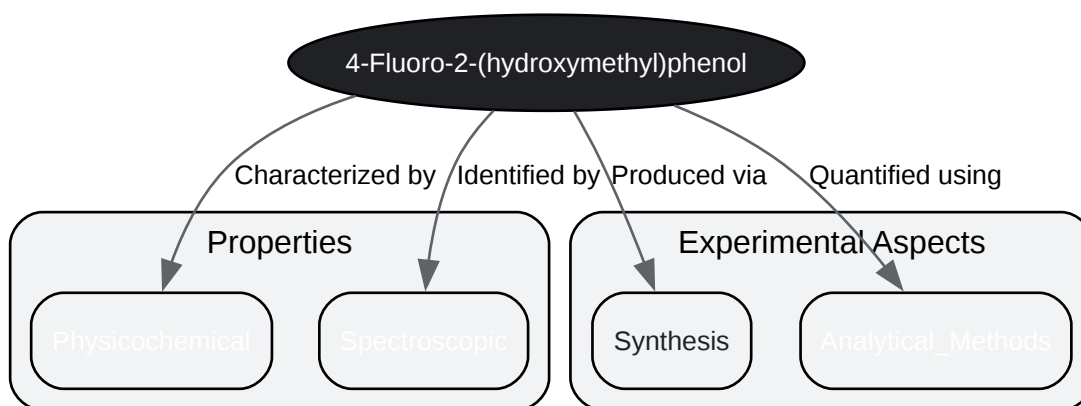 4-Fluoro-2-(hydroxymethyl)phenol
Characterized by
Identified by
Produced via
Quantified using
Properties
Experimental Aspects
Physicochemical
Spectroscopic
Synthesis
Analytical_Methods